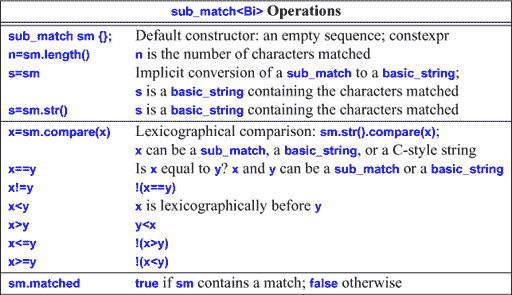 sub_match<Bi> Operations
sub_match sm {}; Default constructor: an empty sequence; constexpr
n=sm.length() n is the number of characters matched
s=sm Implicit conversion of a sub_match to a basic_string;
s is a basic_string containing the characters matched
s=sm.str() s is a basic_string containing the characters matched
x=sm.compare(x) Lexicographical comparison: sm.str().compare(x);
x can be a sub_match, a basic_string, or a C-style string
x==y Is x equal to y? x and y can be a sub_match or a basic_string
x!=y !(x==y)
x<y x is lexicographically before y
x>y y<x
x<=y !(x>y)
x>=y !(x<y)
sm.matched true if sm contains a match; false otherwise